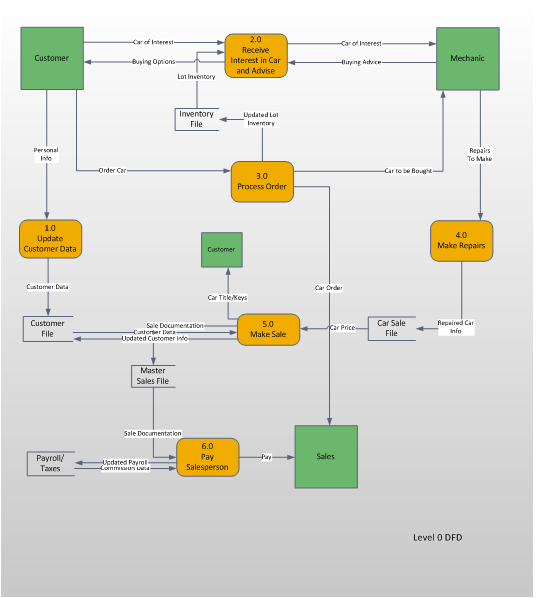 Car of Interest
2.0
Receive
Interest in Car
and Advise
Car of Interest
Customer
Mechanic
Buying Options
Buying Advice
Lot Inventory
Inventory
File
Updated Lot
Inventory
Personal
Info
Repairs
To Make
Order Car
3.0
Process Order
Car to be Bought
1.0
Update
Customer Data
4.0
Make Repairs
Customer
Customer Data
Car Title/Keys
Car Order
Customer
File
Sale Documentation
Customer Data
Updated Customer Info
5.0
Make Sale
Car Price
Car Sale
File
Repaired Car
Info
Master
Sales File
Sale Documentation
6.0
Pay
Salesperson
Pay
Sales
Payroll/
Taxes
Updated Payroll
Commission Data
Level 0 DFD